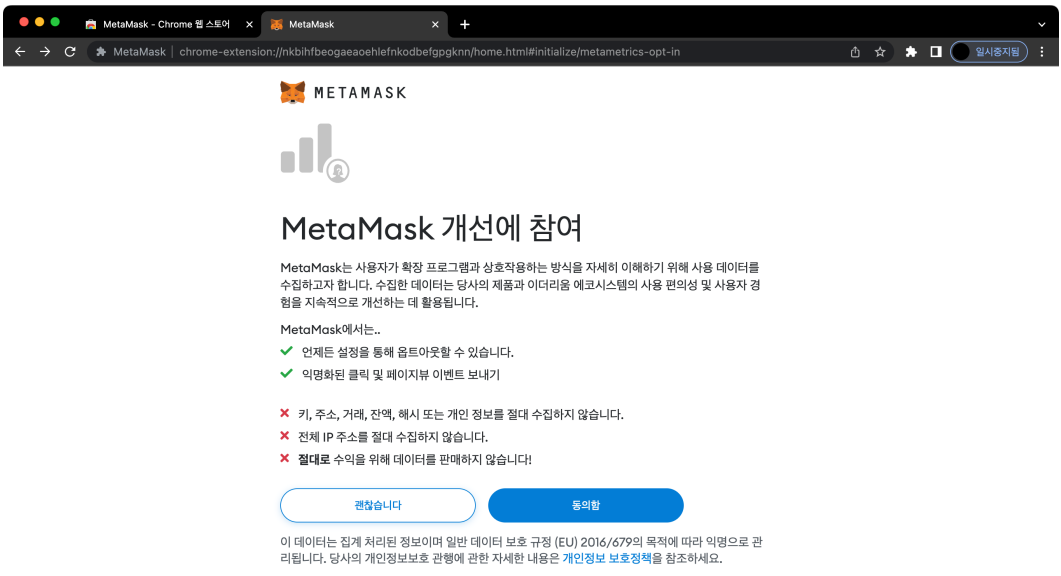 MetaMask - Chrome 웹 스토어
MetaMask
MetaMask | chrome-extension://nkbihfbeogaeaoehlefnkodbefgpgknn/home.html#initialize/metametrics-opt-in
일시중지됨
METAMASK
MetaMask 개선에 참여
MetaMask는 사용자가 확장 프로그램과 상호작용하는 방식을 자세히 이해하기 위해 사용 데이터를
수집하고자 합니다. 수집한 데이터는 당사의 제품과 이더리움 에코시스템의 사용 편의성 및 사용자 경
험을 지속적으로 개선하는 데 활용됩니다.
MetaMask에서는..
언제든 설정을 통해 옵트아웃할 수 있습니다.
익명화된 클릭 및 페이지뷰 이벤트 보내기
키, 주소, 거래, 잔액, 해시 또는 개인 정보를 절대 수집하지 않습니다.
전체 IP 주소를 절대 수집하지 않습니다.
절대로 수익을 위해 데이터를 판매하지 않습니다!
괜찮습니다
동의함
이 데이터는 집계 처리된 정보이며 일반 데이터 보호 규정 (EU) 2016/679의 목적에 따라 익명으로 관
리됩니다. 당사의 개인정보보호 관행에 관한 자세한 내용은 개인정보 보호정책을 참조하세요.